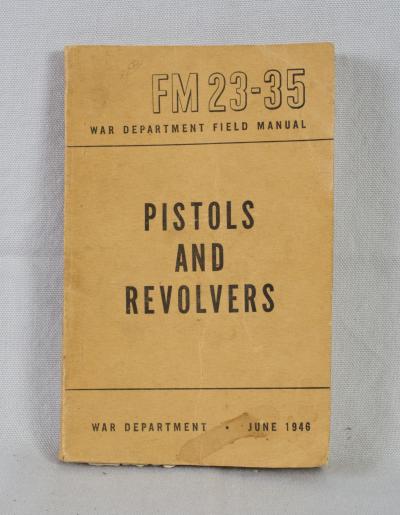 FM 23-35
WAR DEPARTMENT FIELD MANUAL
PISTOLS
AND
REVOLVERS
WAR DEPARTMENT • JUNE 1946